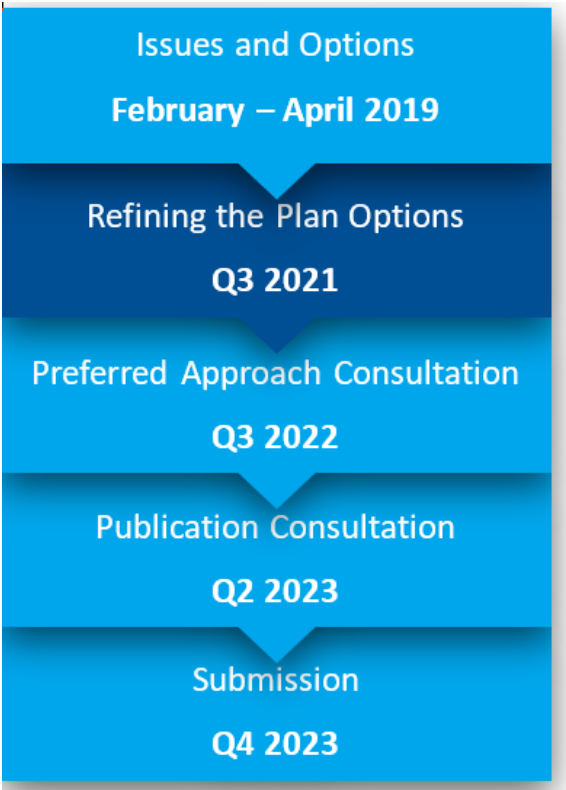 Issues and Options
February – April 2019
Refining the Plan Options
Q3 2021
Preferred Approach Consultation
Q3 2022
Publication Consultation
Q2 2023
Submission
Q4 2023